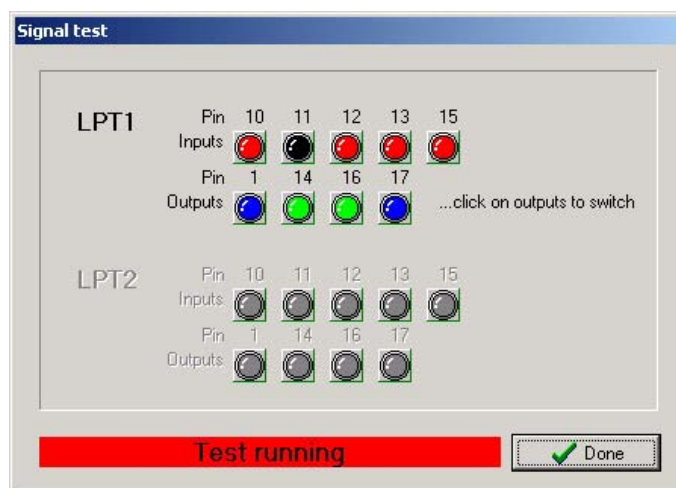 Signal test
LPT1
Pin 10 11 12 13 15
Inputs
Pin 1 14 16 17
Outputs
...click on outputs to switch
LPT2
Pin 10 11 12 13 15
Inputs
Pin 1 14 16 17
Outputs
Test running
Done